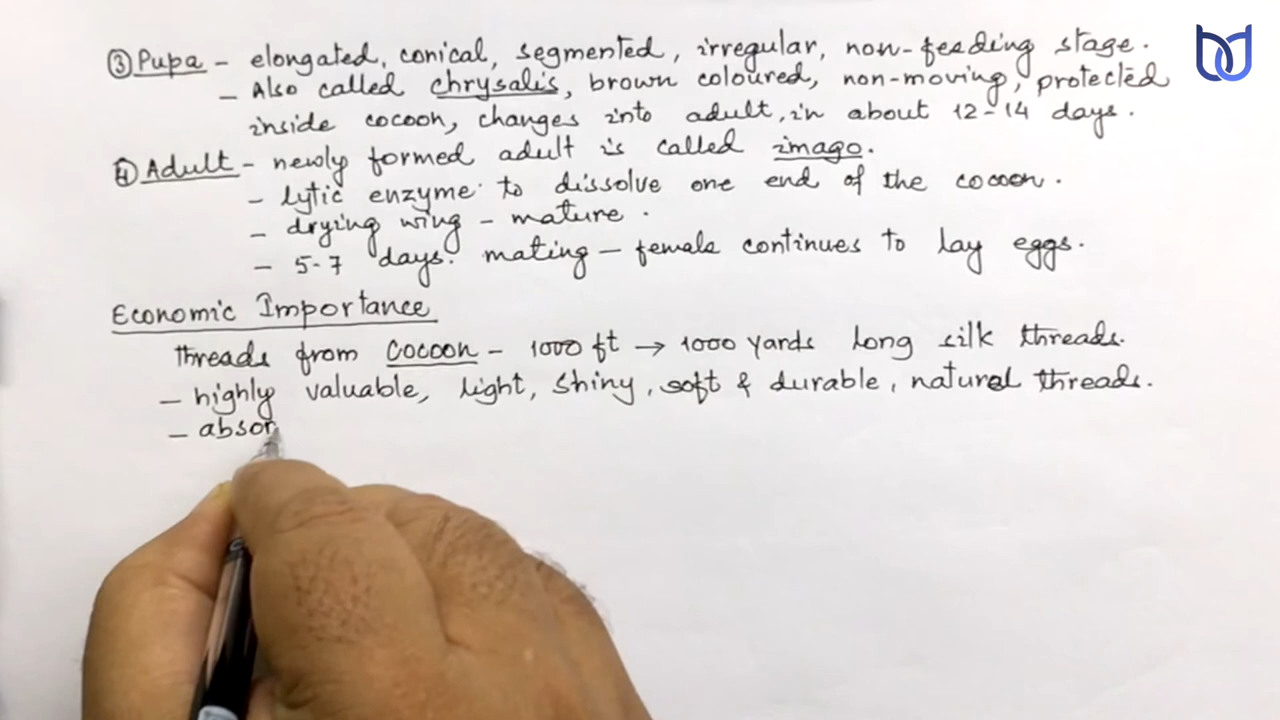 ③ Pupa - elongated, conical, segmented, irregular, non-feeding stage.
- Also called chrysalis, brown coloured, non-moving, protected
inside cocoon, changes into adult, in about 12-14 days.
④ Adult - newly formed adult is called imago.
- lytic enzyme to dissolve one end of the cocoon.
- drying wing - mature.
- 5-7 days. mating - female continues to lay eggs.
Economic Importance
threads from cocoon - 1000 ft → 1000 yards long silk threads.
- highly valuable, light, shiny, soft & durable, natural threads.
- absor